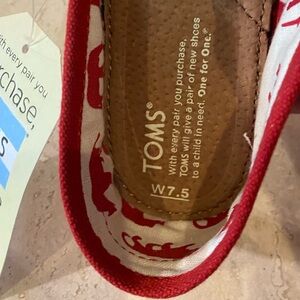 with every pair you
rchase,
s
TOMS®
With every pair you purchase,
TOMS will give a pair of new shoes
to a child in need. One for One.®
W7.5